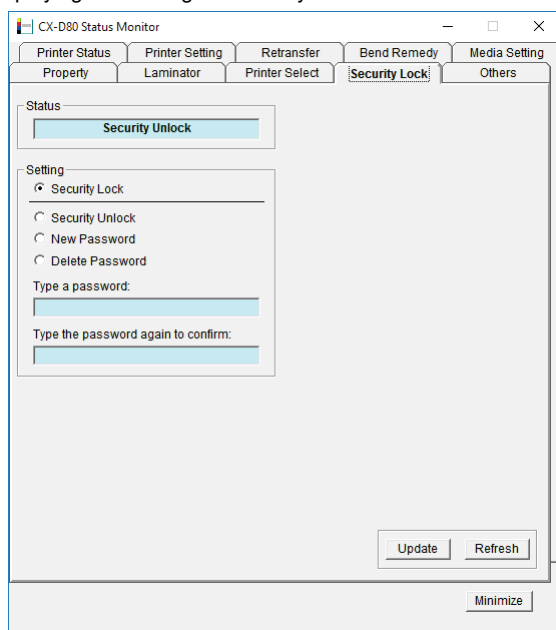 CX-D80 Status Monitor
Printer Status Printer Setting Retransfer Bend Remedy Media Setting
Property Laminator Printer Select Security Lock Others
Status
Security Unlock
Setting
Security Lock
Security Unlock
New Password
Delete Password
Type a password:
Type the password again to confirm:
Update Refresh
Minimize